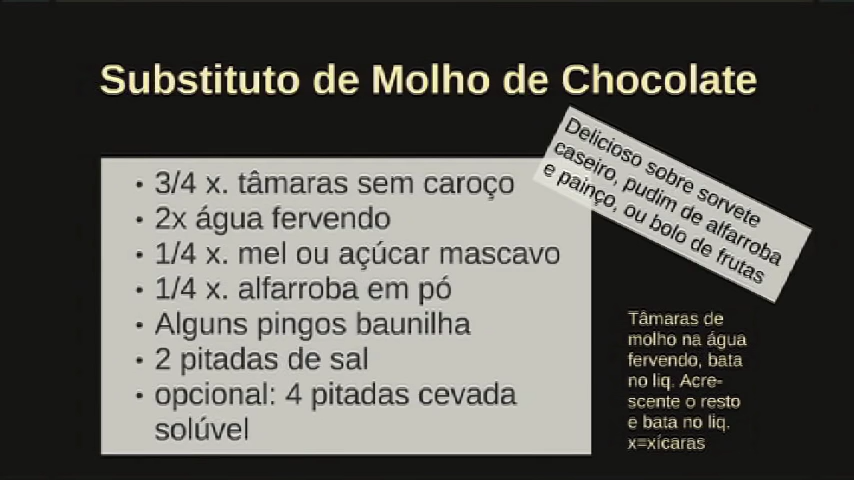 Substituto de Molho de Chocolate
Delicioso sobre sorvete
caseiro, pudim de alfarroba
e painço, ou bolo de frutas
• 3/4 x. tâmaras sem caroço
• 2x água fervendo
• 1/4 x. mel ou açúcar mascavo
• 1/4 x. alfarroba em pó
• Alguns pingos baunilha
• 2 pitadas de sal
• opcional: 4 pitadas cevada
solúvel
Tâmaras de
molho na água
fervendo, bata
no liq. Acre-
scente o resto
e bata no liq.
x=xícaras